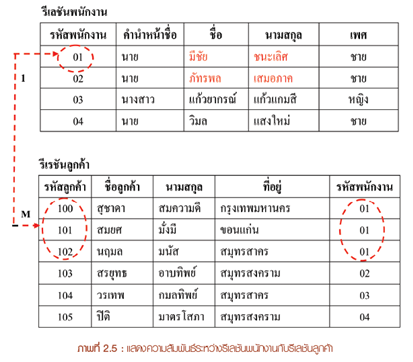 รีเลชันพนักงาน
รหัสพนักงาน คำนำหน้าชื่อ ชื่อ นามสกุล เพศ
01 นาย มีชัย ชนะเลิศ ชาย
02 นาย ภัทรพล เสมอภาค ชาย
03 นางสาว แก้วยากรณ์ แก้วแกมสี หญิง
04 นาย วิมล แสงใหม่ ชาย
1
รีเรชันลูกค้า
รหัสลูกค้า ชื่อลูกค้า นามสกุล ที่อยู่ รหัสพนักงาน
M
100 สุชาดา สมความดี กรุงเทพมหานคร 01
101 สมยศ มั่งมี ขอนแก่น 01
102 นฤมล มนัส สมุทรสาคร 01
103 สรยุทธ อาบทิพย์ สมุทรสงคราม 02
104 วรเทพ กมลทิพย์ สมุทรสาคร 03
105 ปิติ มาตรโสภา สมุทรสงคราม 04
ภาพที่ 2.5 : แสดงความสัมพันธ์ระหว่างรีเลชันพนักงานกับรีเลชันลูกค้า